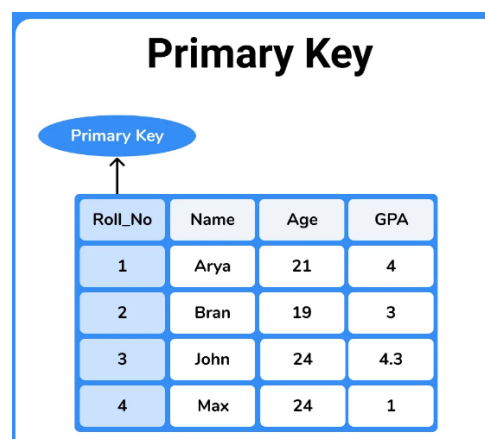 Primary Key
Primary Key
Roll_No Name Age GPA
1 Arya 21 4
2 Bran 19 3
3 John 24 4.3
4 Max 24 1